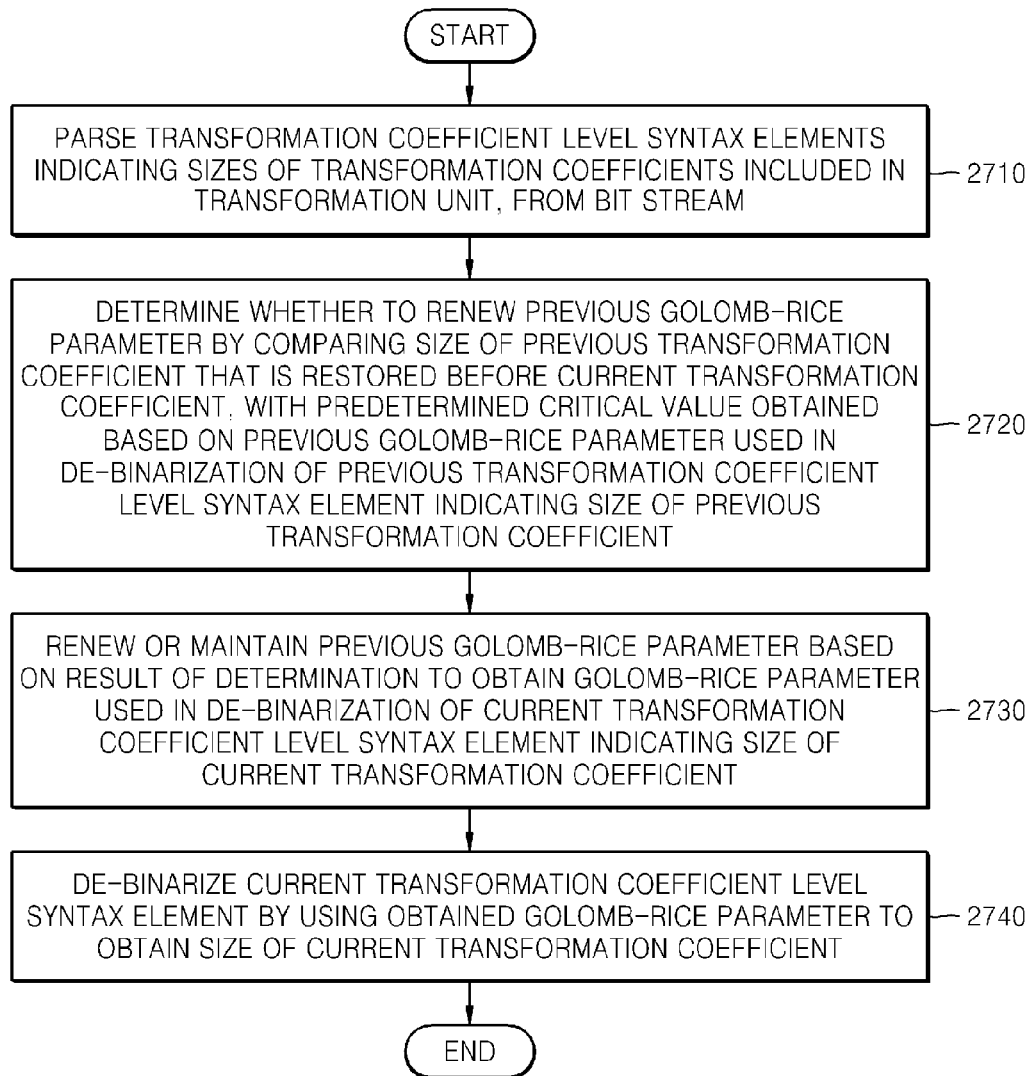 START
PARSE TRANSFORMATION COEFFICIENT LEVEL SYNTAX ELEMENTS
INDICATING SIZES OF TRANSFORMATION COEFFICIENTS INCLUDED IN
TRANSFORMATION UNIT, FROM BIT STREAM
2710
DETERMINE WHETHER TO RENEW PREVIOUS GOLOMB-RICE
PARAMETER BY COMPARING SIZE OF PREVIOUS TRANSFORMATION
COEFFICIENT THAT IS RESTORED BEFORE CURRENT TRANSFORMATION
COEFFICIENT, WITH PREDETERMINED CRITICAL VALUE OBTAINED
BASED ON PREVIOUS GOLOMB-RICE PARAMETER USED IN
DE-BINARIZATION OF PREVIOUS TRANSFORMATION COEFFICIENT
LEVEL SYNTAX ELEMENT INDICATING SIZE OF PREVIOUS
TRANSFORMATION COEFFICIENT
2720
RENEW OR MAINTAIN PREVIOUS GOLOMB-RICE PARAMETER BASED
ON RESULT OF DETERMINATION TO OBTAIN GOLOMB-RICE PARAMETER
USED IN DE-BINARIZATION OF CURRENT TRANSFORMATION
COEFFICIENT LEVEL SYNTAX ELEMENT INDICATING SIZE OF
CURRENT TRANSFORMATION COEFFICIENT
2730
DE-BINARIZE CURRENT TRANSFORMATION COEFFICIENT LEVEL
SYNTAX ELEMENT BY USING OBTAINED GOLOMB-RICE PARAMETER TO
OBTAIN SIZE OF CURRENT TRANSFORMATION COEFFICIENT
2740
END